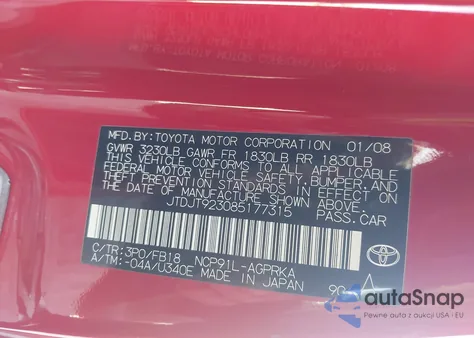 MFD.BY:TOYOTA MOTOR CORPORATION 01/08
GVWR 3230LB GAWR FR 1830LB RR 1830LB
THIS VEHICLE CONFORMS TO ALL APPLICABLE
FEDERAL MOTOR VEHICLE SAFETY, BUMPER, AND
THEFT PREVENTION STANDARDS IN EFFECT ON
THE DATE OF MANUFACTURE SHOWN ABOVE.
JTDJT923085177315 PASS.CAR
C/TR:3P0/FB18 NCP91L-AGPRKA
A/TM:-04A/U340E MADE IN JAPAN
TOYOTA
autaSnap
Pewne auta z aukcji USA i EU